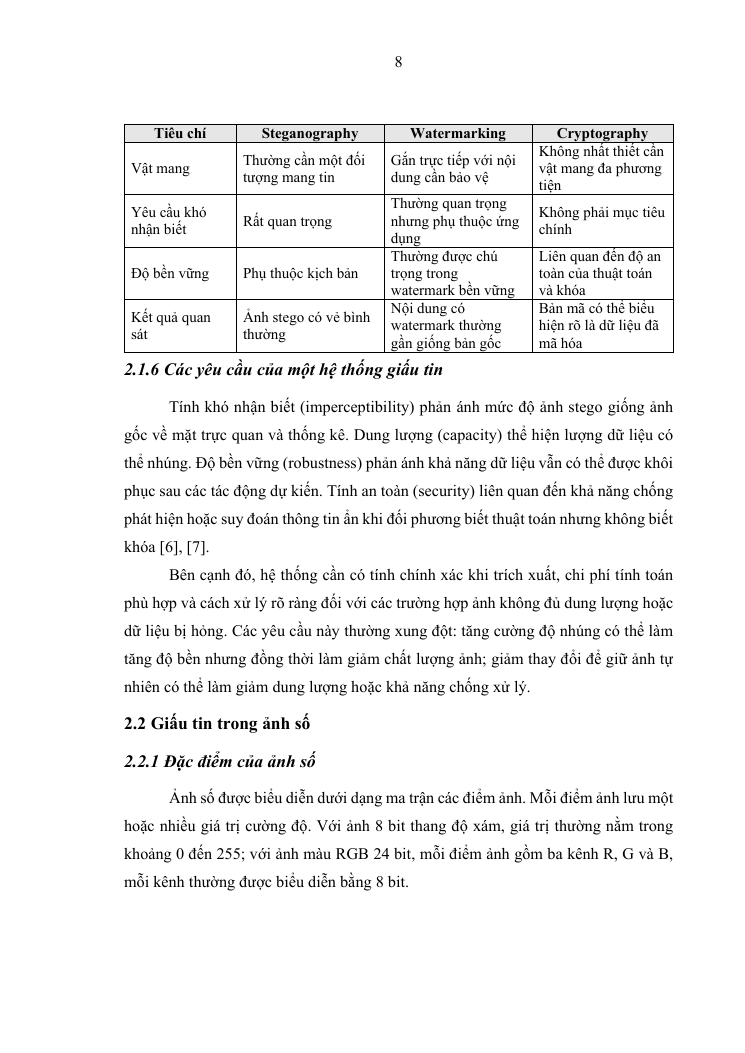 8
Tiêu chí Steganography Watermarking Cryptography
Vật mang
Thường cần một đối
tượng mang tin
Gắn trực tiếp với nội
dung cần bảo vệ
Không nhất thiết cần
vật mang đa phương
tiện
Yêu cầu khó
nhận biết
Rất quan trọng
Thường quan trọng
nhưng phụ thuộc ứng
dụng
Không phải mục tiêu
chính
Độ bền vững
Phụ thuộc kịch bản
Thường được chú
trọng trong
watermark bền vững
Liên quan đến độ an
toàn của thuật toán
và khóa
Kết quả quan
sát
Ảnh stego có vẻ bình
thường
Nội dung có
watermark thường
gần giống bản gốc
Bản mã có thể biểu
hiện rõ là dữ liệu đã
mã hóa
2.1.6 Các yêu cầu của một hệ thống giấu tin
Tính khó nhận biết (imperceptibility) phản ánh mức độ ảnh stego giống ảnh
gốc về mặt trực quan và thống kê. Dung lượng (capacity) thể hiện lượng dữ liệu có
thể nhúng. Độ bền vững (robustness) phản ánh khả năng dữ liệu vẫn có thể được khôi
phục sau các tác động dự kiến. Tính an toàn (security) liên quan đến khả năng chống
phát hiện hoặc suy đoán thông tin ẩn khi đối phương biết thuật toán nhưng không biết
khóa [6], [7].
Bên cạnh đó, hệ thống cần có tính chính xác khi trích xuất, chi phí tính toán
phù hợp và cách xử lý rõ ràng đối với các trường hợp ảnh không đủ dung lượng hoặc
dữ liệu bị hỏng. Các yêu cầu này thường xung đột: tăng cường độ nhúng có thể làm
tăng độ bền nhưng đồng thời làm giảm chất lượng ảnh; giảm thay đổi để giữ ảnh tự
nhiên có thể làm giảm dung lượng hoặc khả năng chống xử lý.
2.2 Giấu tin trong ảnh số
2.2.1 Đặc điểm của ảnh số
Ảnh số được biểu diễn dưới dạng ma trận các điểm ảnh. Mỗi điểm ảnh lưu một
hoặc nhiều giá trị cường độ. Với ảnh 8 bit thang độ xám, giá trị thường nằm trong
khoảng 0 đến 255; với ảnh màu RGB 24 bit, mỗi điểm ảnh gồm ba kênh R, G và B,
mỗi kênh thường được biểu diễn bằng 8 bit.